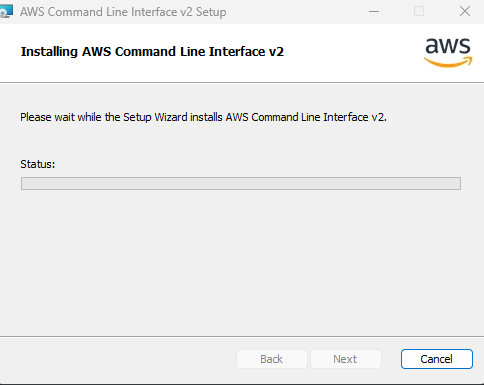 AWS Command Line Interface v2 Setup
Installing AWS Command Line Interface v2
aws
Please wait while the Setup Wizard installs AWS Command Line Interface v2.
Status:
Back Next Cancel